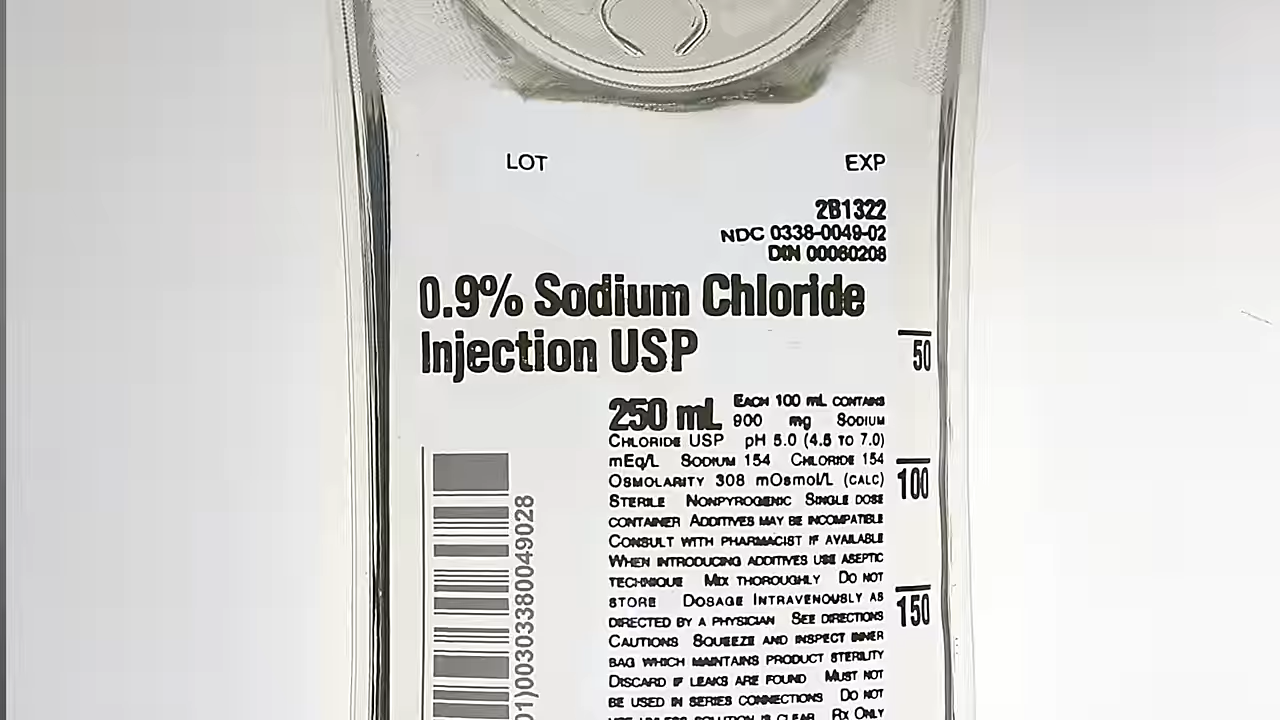 LOT EXP
2B1322
NDC 0338-0049-02
DIN 00060208
0.9% Sodium Chloride
Injection USP
50
250 mL EACH 100 mL CONTAINS
900 mg SODIUM
CHLORIDE USP pH 5.0 (4.5 TO 7.0)
mEq/L SODIUM 154 CHLORIDE 154
OSMOLARITY 308 mOsmol/L (CALC)
100
STERILE NONPYROGENIC SINGLE DOSE
CONTAINER ADDITIVES MAY BE INCOMPATIBLE
CONSULT WITH PHARMACIST IF AVAILABLE
WHEN INTRODUCING ADDITIVES USE ASEPTIC
TECHNIQUE MIX THOROUGHLY DO NOT
STORE DOSAGE INTRAVENOUSLY AS
150
DIRECTED BY A PHYSICIAN SEE DIRECTIONS
CAUTIONS SQUEEZE AND INSPECT INNER
BAG WHICH MAINTAINS PRODUCT STERILITY
DISCARD IF LEAKS ARE FOUND MUST NOT
BE USED IN SERIES CONNECTIONS DO NOT
USE UNLESS SOLUTION IS CLEAR RX ONLY
01)00303380049028